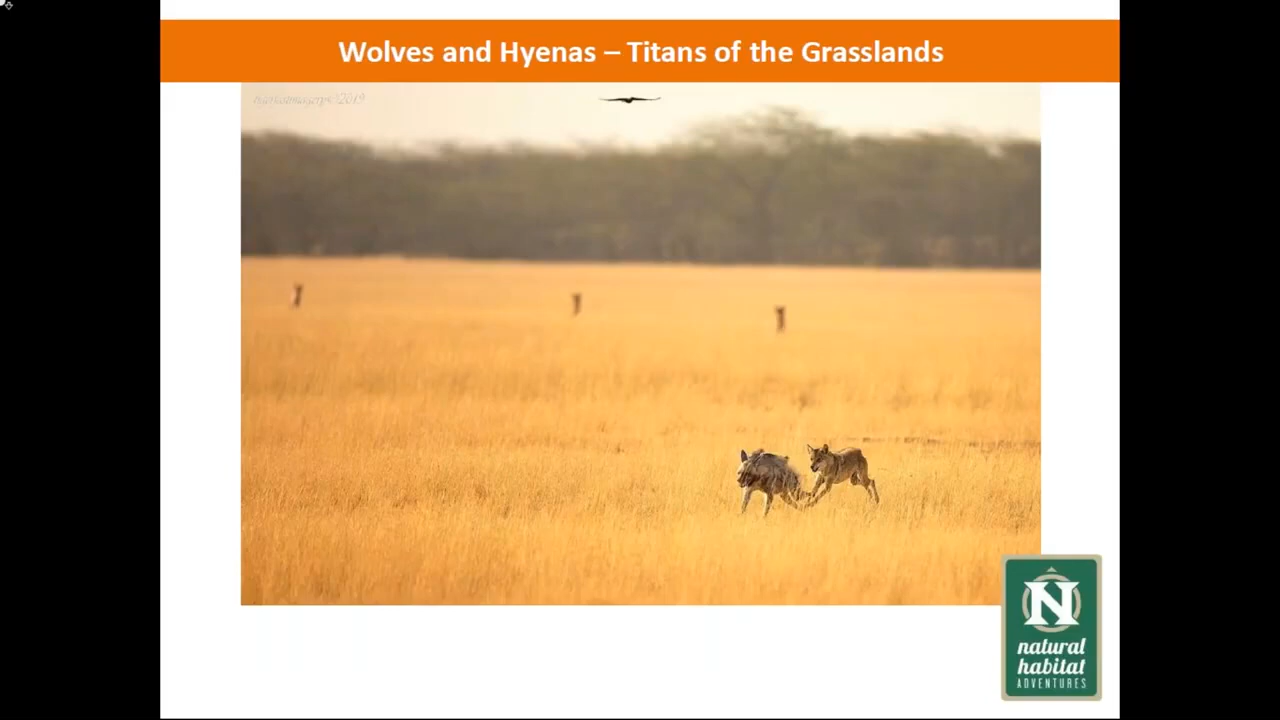 Wolves and Hyenas – Titans of the Grasslands
N
natural
habitat
ADVENTURES